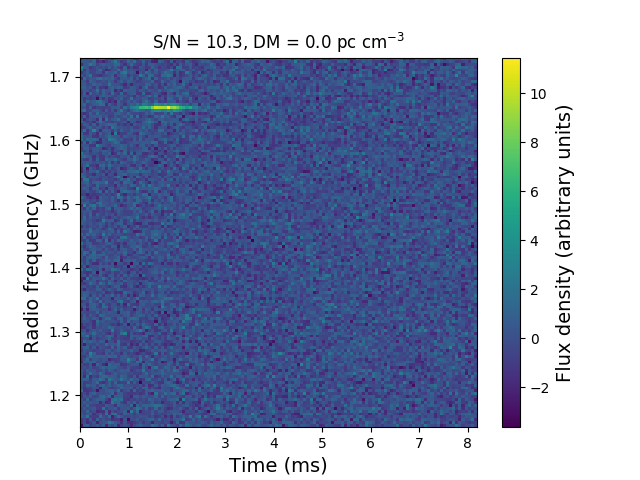 S/N = 10.3, DM = 0.0 pc cm⁻³
Radio frequency (GHz)
1.7
1.6
1.5
1.4
1.3
1.2
0 1 2 3 4 5 6 7 8
Time (ms)
10
8
6
4
2
0
−2
Flux density (arbitrary units)